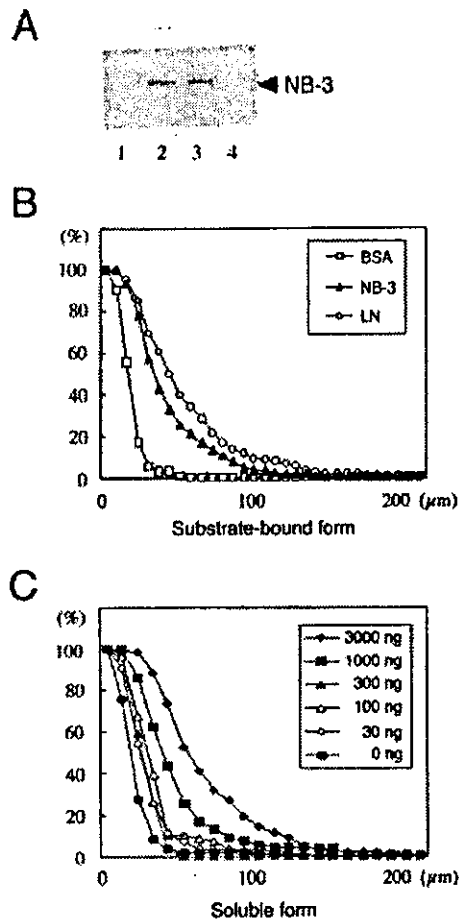 A
NB-3
1 2 3 4
B
(%)
100
80
60
40
20
0
BSA
NB-3
LN
0 100 200 (μm)
Substrate-bound form
C
(%)
100
80
60
40
20
0
3000 ng
1000 ng
300 ng
100 ng
30 ng
0 ng
0 100 200 (μm)
Soluble form